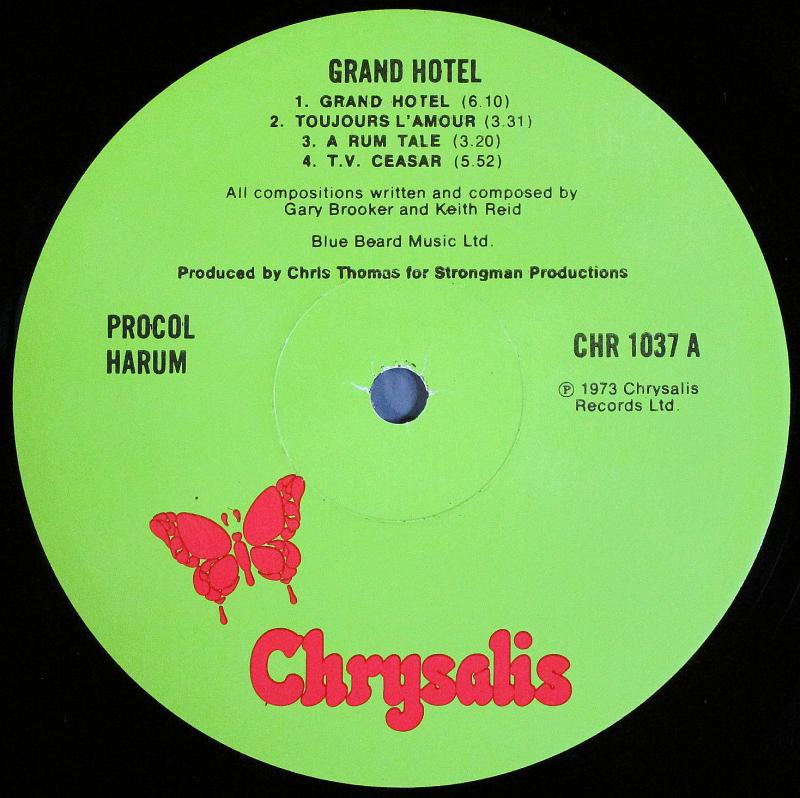 GRAND HOTEL
1. GRAND HOTEL (6.10)
2. TOUJOURS L'AMOUR (3.31)
3. A RUM TALE (3.20)
4. T.V. CEASAR (5.52)
All compositions written and composed by
Gary Brooker and Keith Reid
Blue Beard Music Ltd.
Produced by Chris Thomas for Strongman Productions
PROCOL
HARUM
CHR 1037 A
℗ 1973 Chrysalis
Records Ltd.
Chrysalis